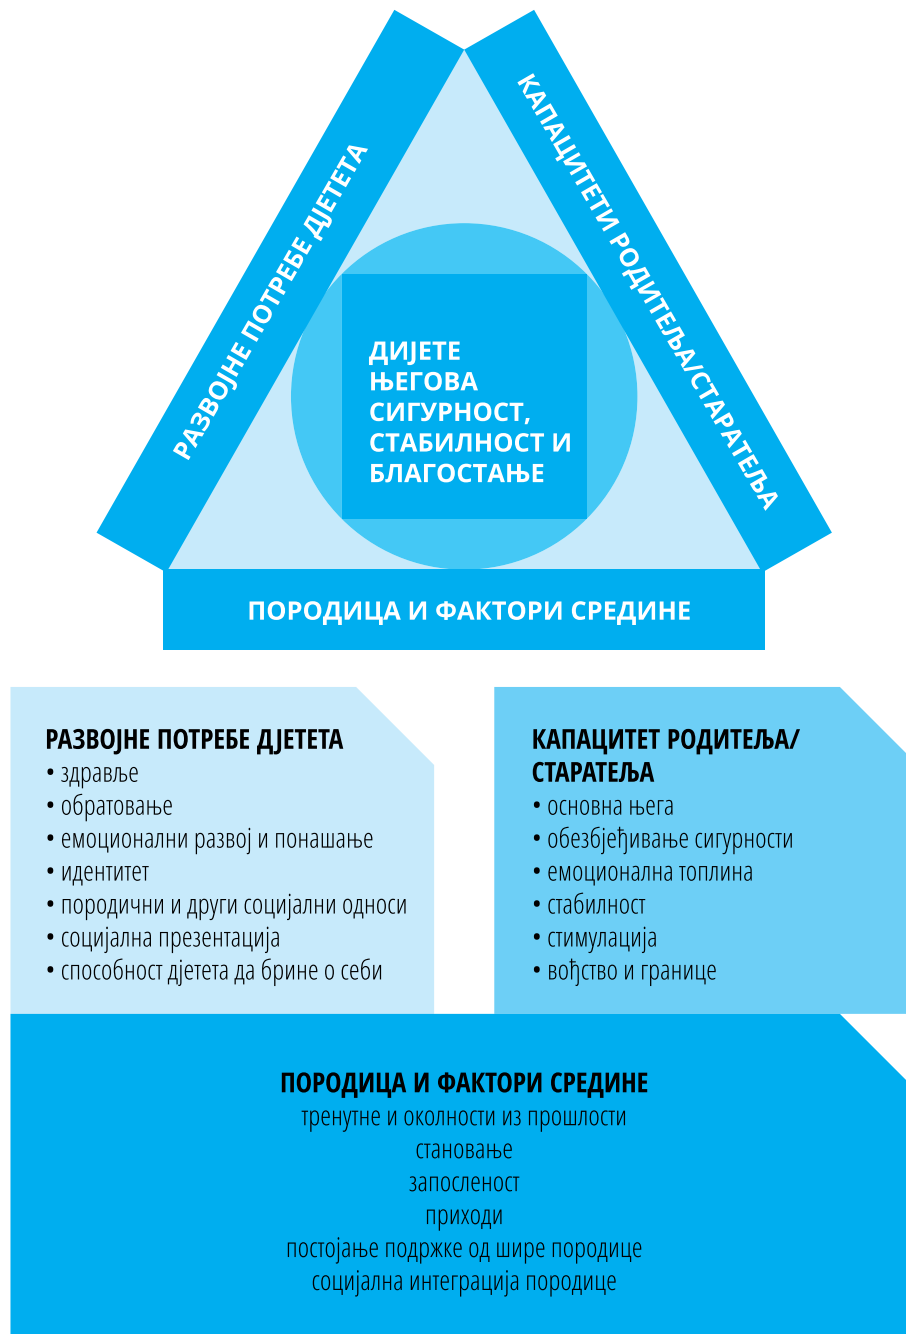 РАЗВОЈНЕ ПОТРЕБЕ ДЈЕТЕТА
КАПАЦИТЕТИ РОДИТЕЉА/СТАРАТЕЉА
ДИЈЕТЕ
ЊЕГОВА
СИГУРНОСТ,
СТАБИЛНОСТ И
БЛАГОСТАЊЕ
ПОРОДИЦА И ФАКТОРИ СРЕДИНЕ
РАЗВОЈНЕ ПОТРЕБЕ ДЈЕТЕТА
• здравље
• обратовање
• емоционални развој и понашање
• идентитет
• породични и други социјални односи
• социјална презентација
• способност дјетета да брине о себи
КАПАЦИТЕТ РОДИТЕЉА/
СТАРАТЕЉА
• основна њега
• обезбјеђивање сигурности
• емоционална топлина
• стабилност
• стимулација
• вођство и границе
ПОРОДИЦА И ФАКТОРИ СРЕДИНЕ
тренутне и околности из прошлости
становање
запосленост
приходи
постојање подржке од шире породице
социјална интеграција породице